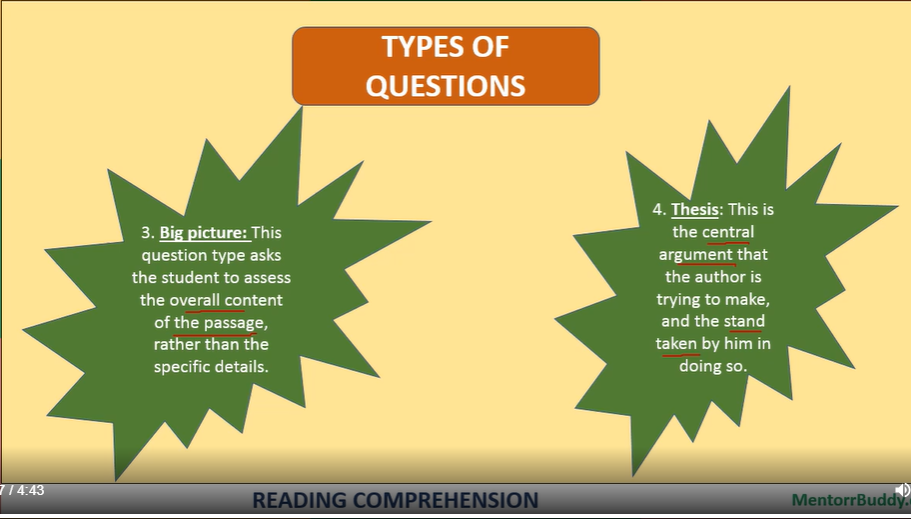 TYPES OF
QUESTIONS
3. Big picture: This
question type asks
the student to assess
the overall content
of the passage,
rather than the
specific details.
4. Thesis: This is
the central
argument that
the author is
trying to make,
and the stand
taken by him in
doing so.
7 / 4:43
READING COMPREHENSION
MentorrBuddy.